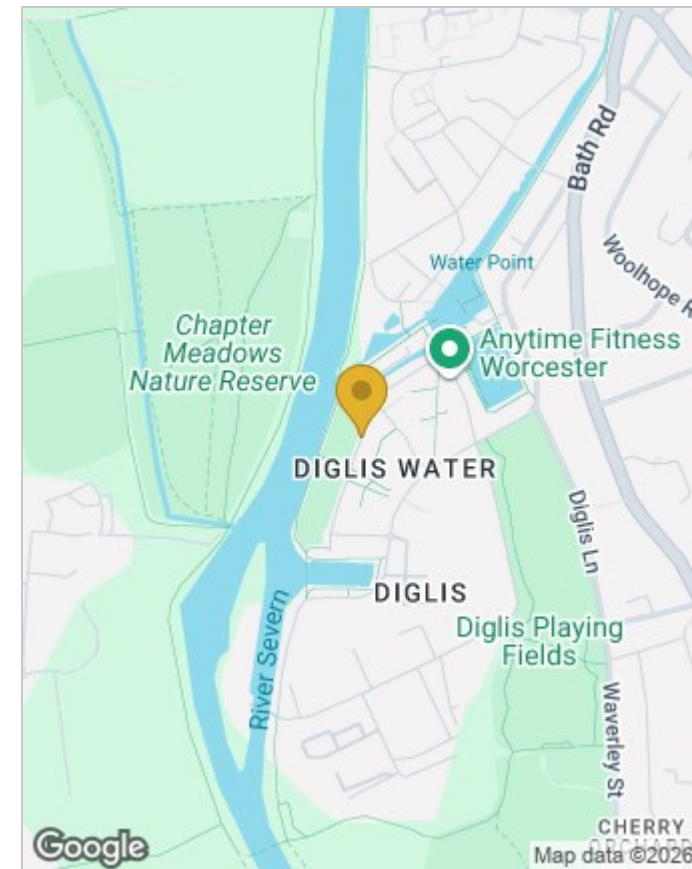 Bath Rd
Woolhope R
Water Point
Chapter
Meadows
Nature Reserve
Anytime Fitness
Worcester
DIGLIS WATER
Diglis Ln
DIGLIS
River Severn
Diglis Playing
Fields
Waverley St
CHERRY
Google
Map data ©2026